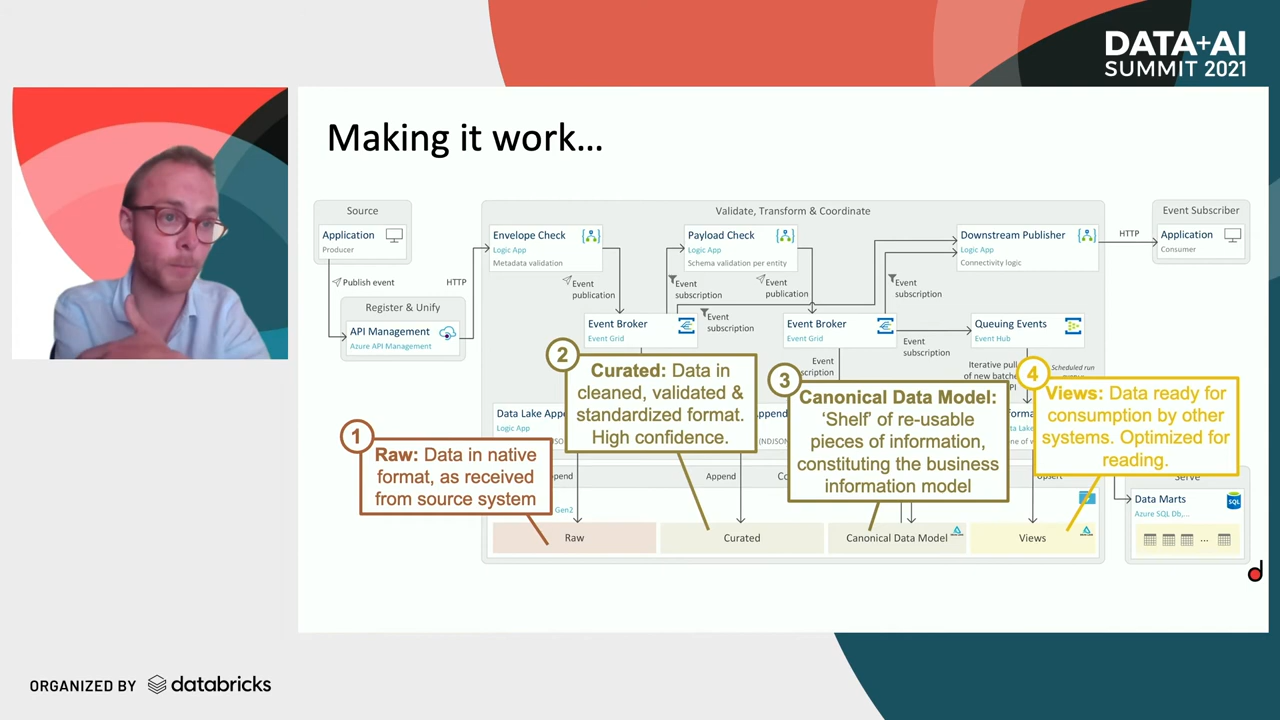 DATA+AI
SUMMIT 2021
Making it work…
Source
Application
Producer
Publish event
HTTP
Register & Unify
API Management
Azure API Management
Validate, Transform & Coordinate
Envelope Check
Logic App
Metadata validation
Event
publication
Payload Check
Logic App
Schema validation per entity
Event
subscription
Event
publication
Event
subscription
Downstream Publisher
Logic App
Connectivity logic
Event
subscription
HTTP
Event Subscriber
Application
Consumer
Event Broker
Event Grid
Event Broker
Event Grid
Event
subscription
Queuing Events
Event Hub
Event
Iterative pull
of new batche
Scheduled run
Data Lake Appe
Logic App
1
Raw: Data in native
format, as received
from source system
2
Curated: Data in
cleaned, validated &
standardized format.
High confidence.
3
Canonical Data Model:
‘Shelf’ of re-usable
pieces of information,
constituting the business
information model
4
Views: Data ready for
consumption by other
systems. Optimized for
reading.
Append
Gen2
Raw
Curated
Canonical Data Model
Views
Serve
Data Marts
Azure SQL Db,...
SQL
...
d
ORGANIZED BY databricks